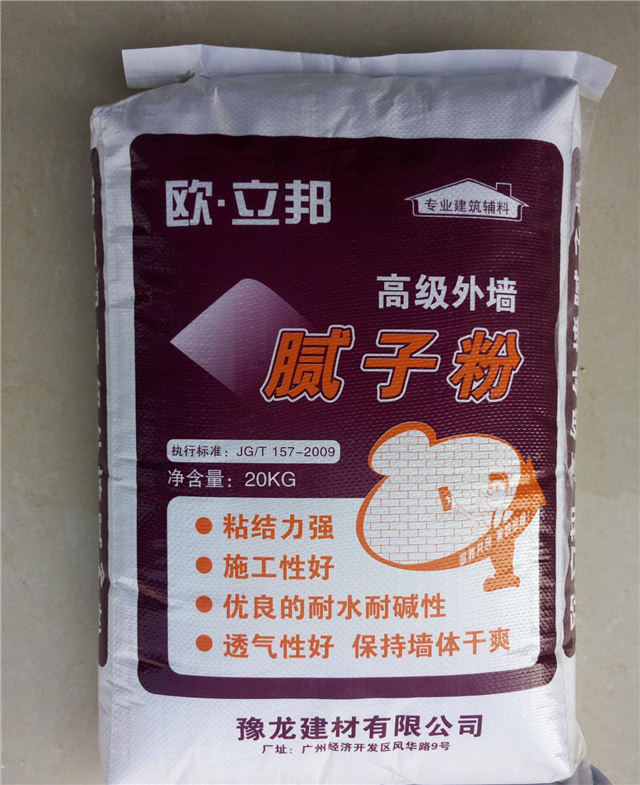 欧·立邦
专业建筑辅料
高级外墙
腻子粉
执行标准：JG/T 157-2009
净含量：20KG
粘结力强
施工性好
优良的耐水耐碱性
透气性好 保持墙体干爽
豫龙建材有限公司
厂址：广州经济开发区风华路9号